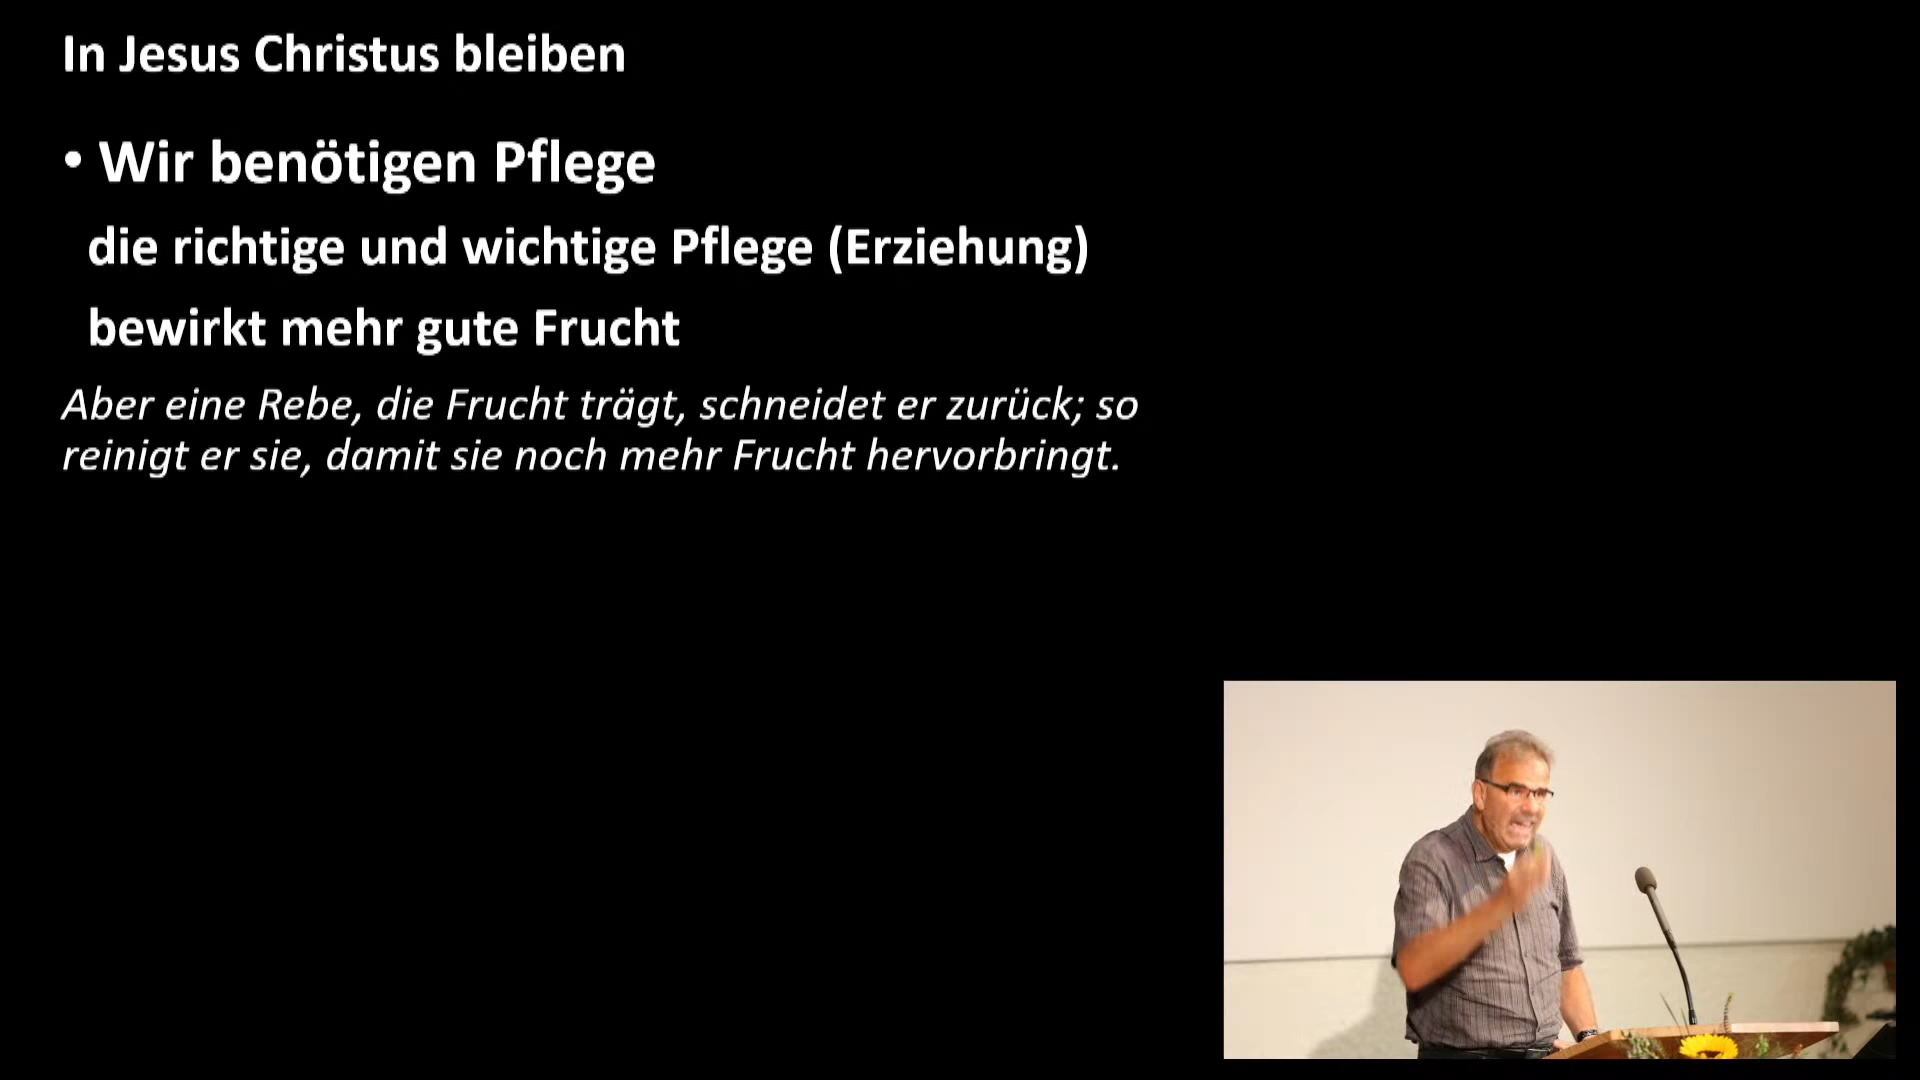 In Jesus Christus bleiben
• Wir benötigen Pflege
die richtige und wichtige Pflege (Erziehung)
bewirkt mehr gute Frucht
Aber eine Rebe, die Frucht trägt, schneidet er zurück; so
reinigt er sie, damit sie noch mehr Frucht hervorbringt.